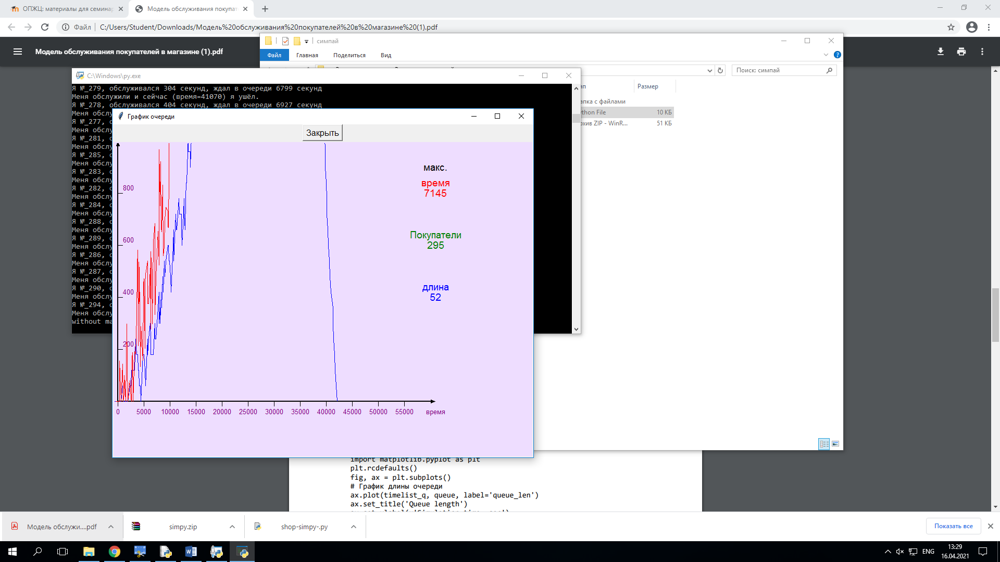 ОПЖЦ: материалы для семинар
Модель обслуживания покупат
Файл
C:/Users/Student/Downloads/Модель%20обслуживания%20покупателей%20в%20магазине%20(1).pdf
Модель обслуживания покупателей в магазине (1).pdf
симпай
Файл
Главная
Поделиться
Вид
Поиск: симпай
Размер
апка с файлами
thon File
10 КБ
хив ZIP - WinR...
51 КБ
C:\Windows\py.exe
Я №_279, обслуживался 304 секунд, ждал в очереди 6799 секунд
Меня обслужили и сейчас (время=41070) я ушёл.
Я №_278, обслуживался 404 секунд, ждал в очереди 6927 секунд
Меня обслу
Я №_277, о
Меня обслу
Я №_281, о
Меня обслу
Я №_285, о
Меня обслу
Я №_283, о
Меня обслу
Я №_282, о
Меня обслу
Я №_284, о
Меня обслу
Я №_288, о
Меня обслу
Я №_289, о
Меня обслу
Я №_286, о
Меня обслу
Я №_287, о
Меня обслу
Я №_290, о
Меня обслу
Я №_294, о
Меня обслу
without ma
График очереди
Закрыть
800
600
400
200
макс.
время
7145
Покупатели
295
длина
52
0 5000 10000 15000 20000 25000 30000 35000 40000 45000 50000 55000 время
import matplotlib.pyplot as plt
plt.rcdefaults()
fig, ax = plt.subplots()
# График длины очереди
ax.plot(timelist_q, queue, label='queue_len')
ax.set_title('Queue length')
Модель обслужи....pdf
simpy.zip
shop-simpy-.py
Показать все
ENG
13:29
16.04.2021